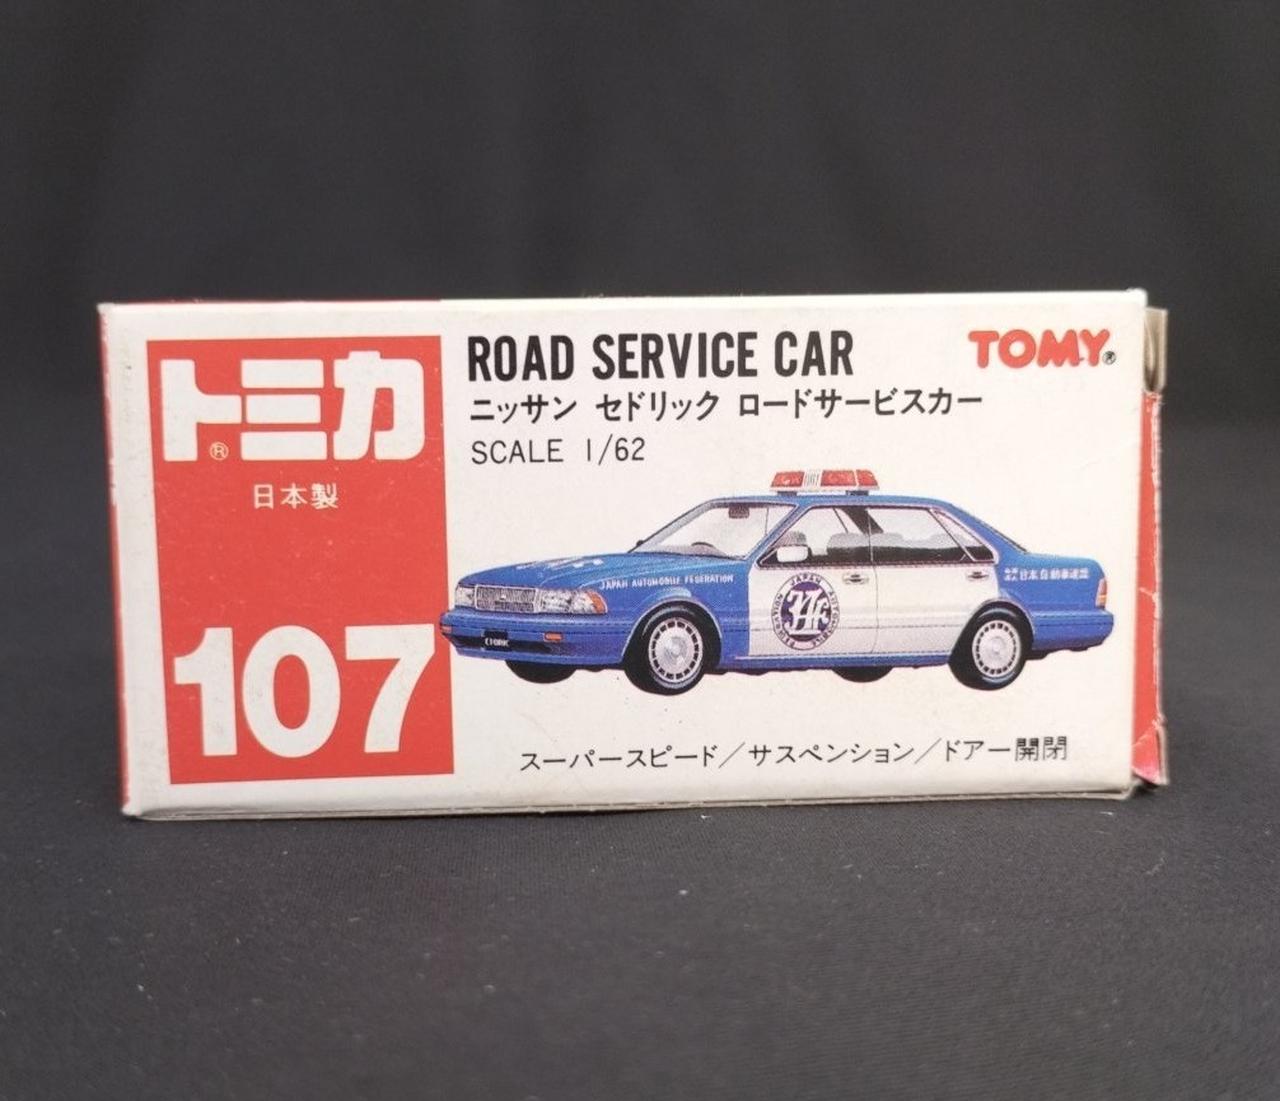 トミカ®
日本製
107
ROAD SERVICE CAR
TOMY®
ニッサン セドリック ロードサービスカー
SCALE 1/62
JAPAN AUTOMOBILE FEDERATION
JAPAN AUTOMOBILE FEDERATION
日本自動車連盟
スーパースピード／サスペンション／ドアー開閉